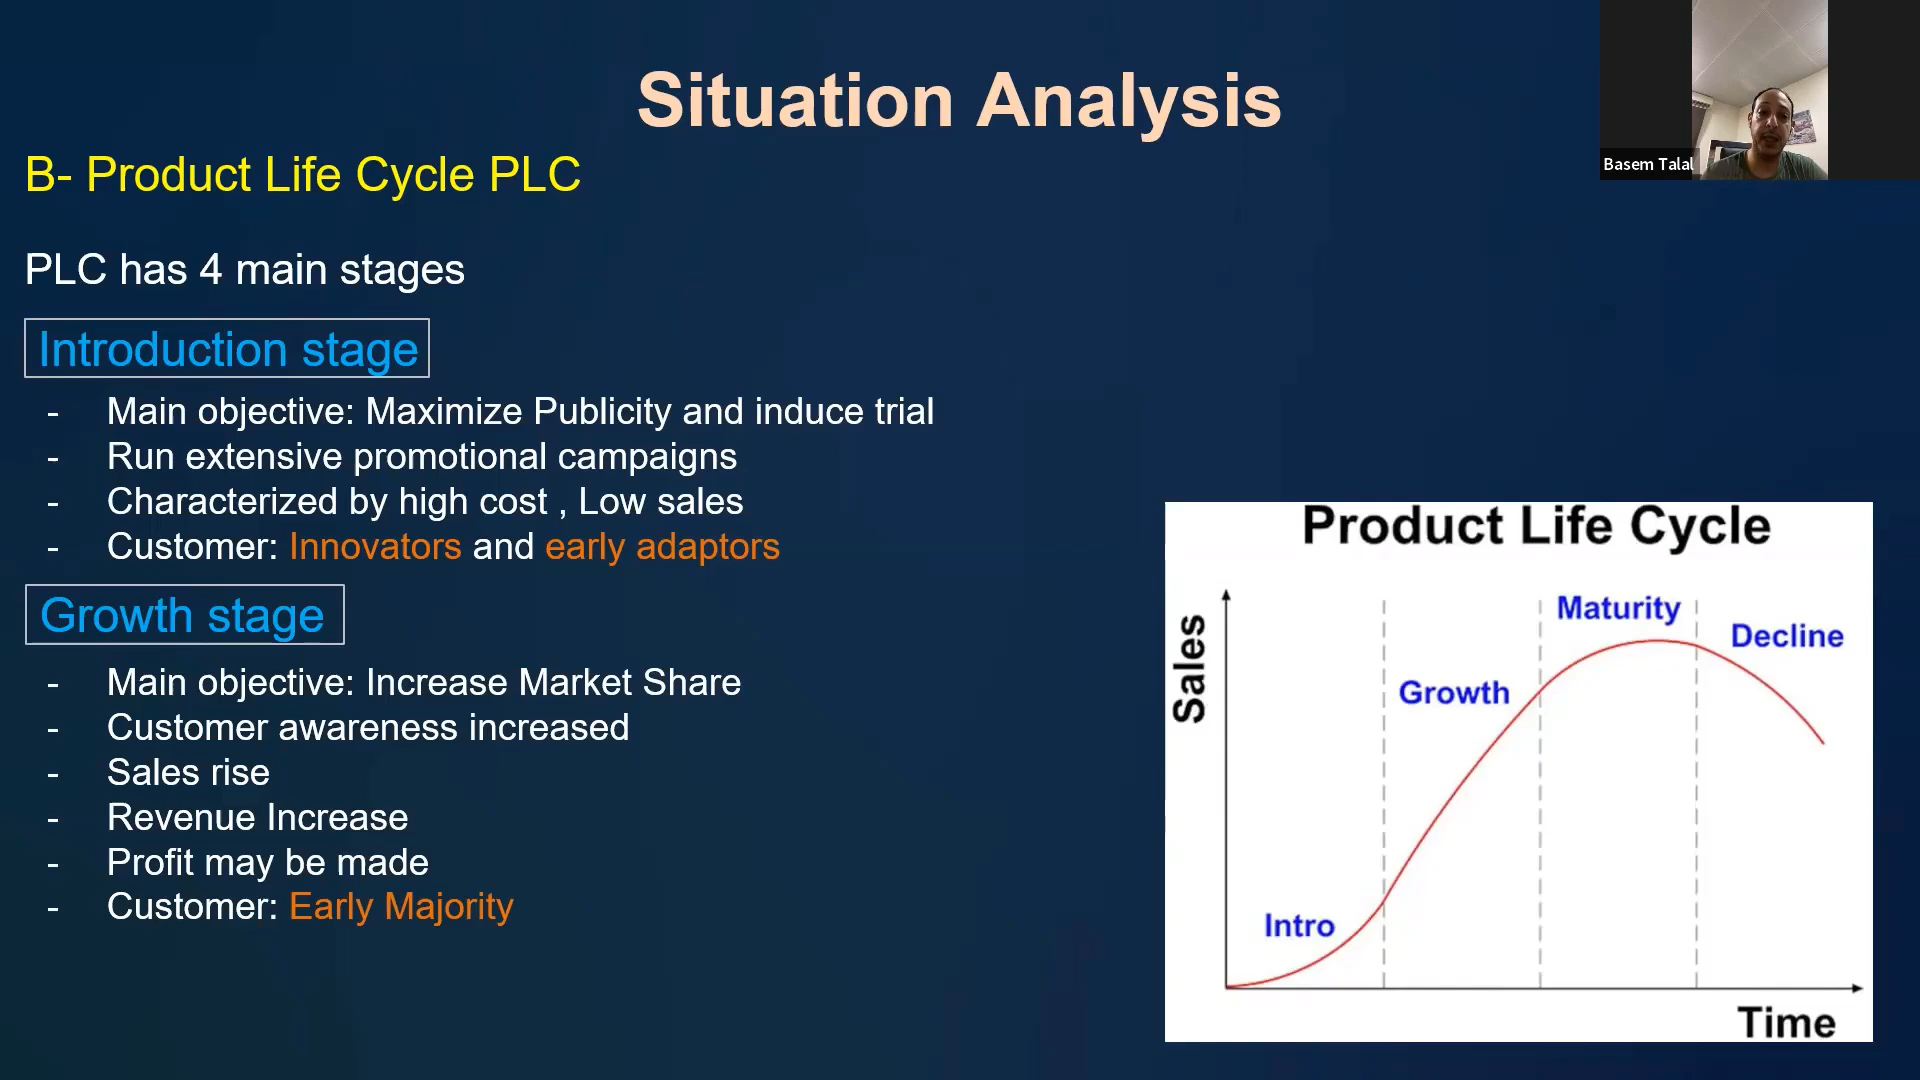 Situation Analysis
Basem Talal
B- Product Life Cycle PLC
PLC has 4 main stages
Introduction stage
- Main objective: Maximize Publicity and induce trial
- Run extensive promotional campaigns
- Characterized by high cost , Low sales
- Customer: Innovators and early adaptors
Growth stage
- Main objective: Increase Market Share
- Customer awareness increased
- Sales rise
- Revenue Increase
- Profit may be made
- Customer: Early Majority
Product Life Cycle
Sales
Intro
Growth
Maturity
Decline
Time